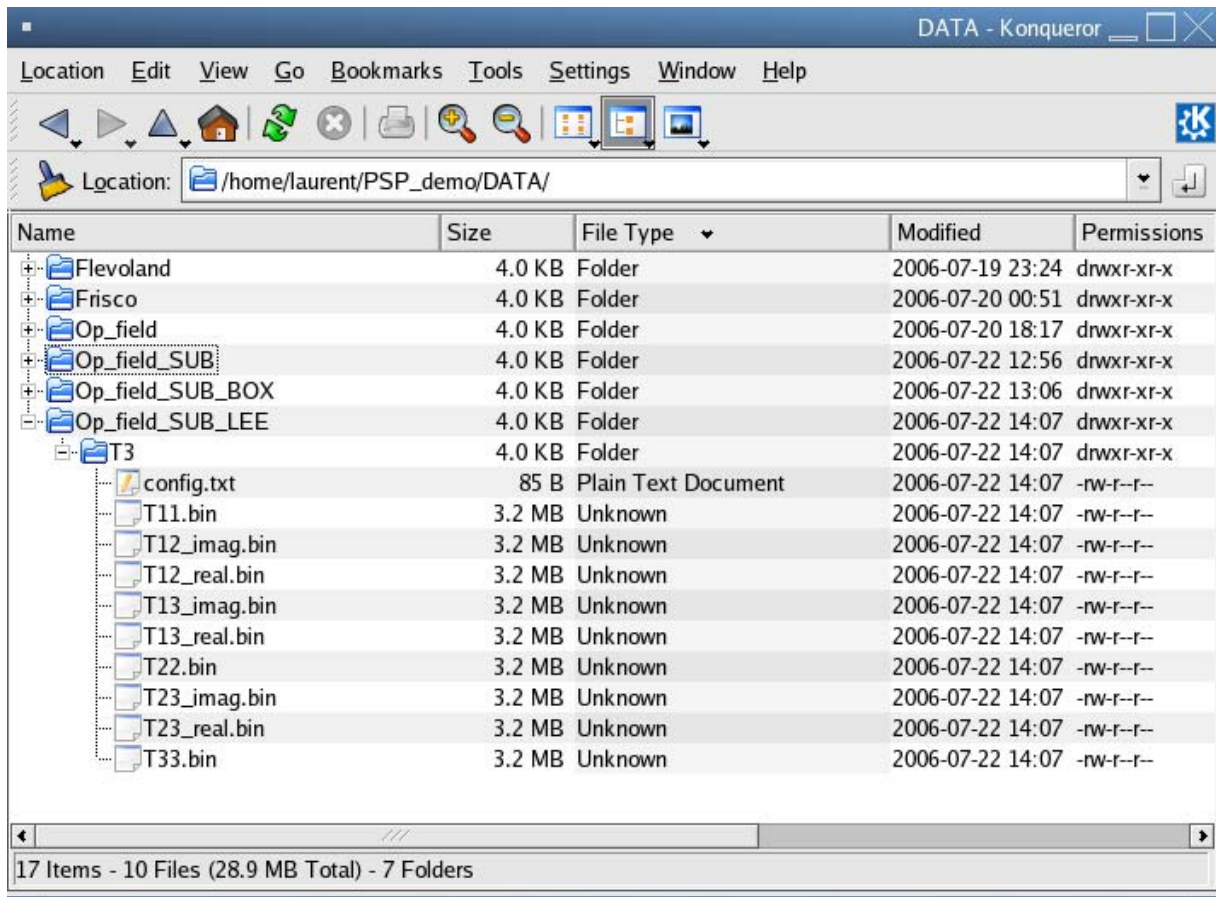 DATA - Konqueror
Location Edit View Go Bookmarks Tools Settings Window Help
Location: /home/laurent/PSP_demo/DATA/
Name Size File Type Modified Permissions
Flevoland 4.0 KB Folder 2006-07-19 23:24 drwxr-xr-x
Frisco 4.0 KB Folder 2006-07-20 00:51 drwxr-xr-x
Op_field 4.0 KB Folder 2006-07-20 18:17 drwxr-xr-x
Op_field_SUB 4.0 KB Folder 2006-07-22 12:56 drwxr-xr-x
Op_field_SUB_BOX 4.0 KB Folder 2006-07-22 13:06 drwxr-xr-x
Op_field_SUB_LEE 4.0 KB Folder 2006-07-22 14:07 drwxr-xr-x
T3 4.0 KB Folder 2006-07-22 14:07 drwxr-xr-x
config.txt 85 B Plain Text Document 2006-07-22 14:07 -rw-r--r--
T11.bin 3.2 MB Unknown 2006-07-22 14:07 -rw-r--r--
T12_imag.bin 3.2 MB Unknown 2006-07-22 14:07 -rw-r--r--
T12_real.bin 3.2 MB Unknown 2006-07-22 14:07 -rw-r--r--
T13_imag.bin 3.2 MB Unknown 2006-07-22 14:07 -rw-r--r--
T13_real.bin 3.2 MB Unknown 2006-07-22 14:07 -rw-r--r--
T22.bin 3.2 MB Unknown 2006-07-22 14:07 -rw-r--r--
T23_imag.bin 3.2 MB Unknown 2006-07-22 14:07 -rw-r--r--
T23_real.bin 3.2 MB Unknown 2006-07-22 14:07 -rw-r--r--
T33.bin 3.2 MB Unknown 2006-07-22 14:07 -rw-r--r--
17 Items - 10 Files (28.9 MB Total) - 7 Folders